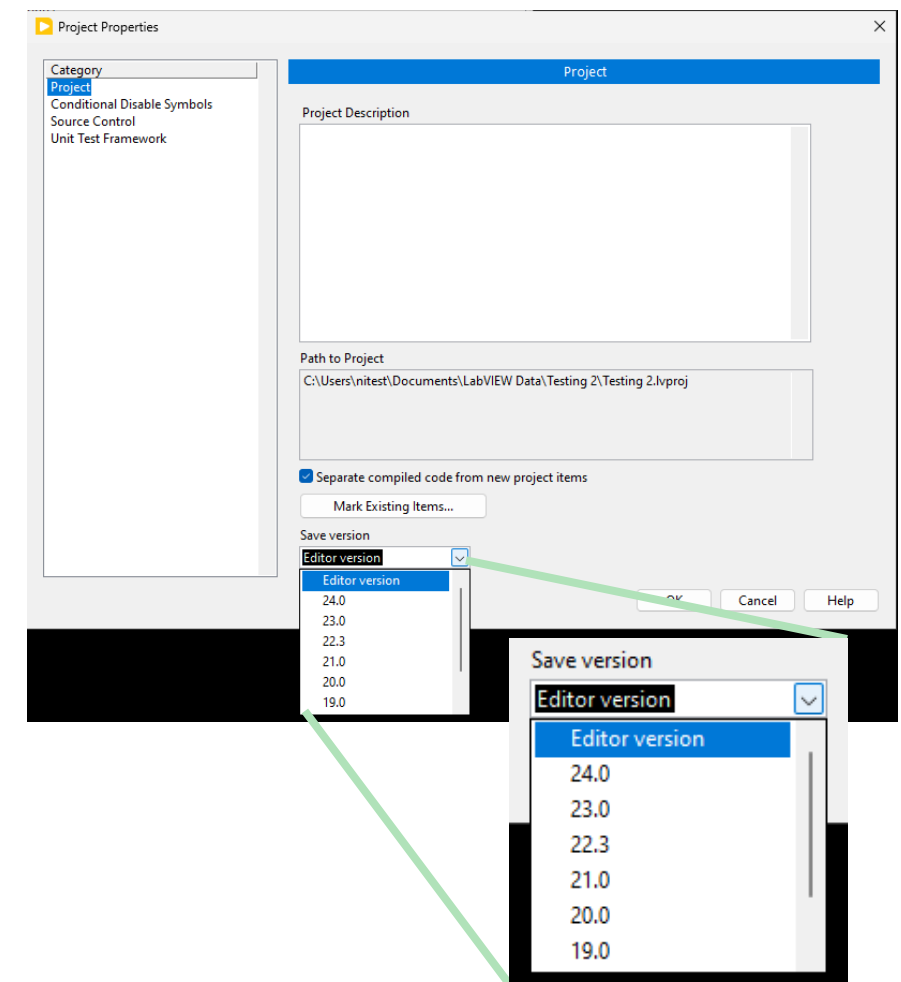 Project Properties
Category
Project
Conditional Disable Symbols
Source Control
Unit Test Framework
Project
Project Description
Path to Project
C:\Users\nitest\Documents\LabVIEW Data\Testing 2\Testing 2.lvproj
Separate compiled code from new project items
Mark Existing Items...
Save version
Editor version
Editor version
24.0
23.0
22.3
21.0
20.0
19.0
OK
Cancel
Help
Save version
Editor version
Editor version
24.0
23.0
22.3
21.0
20.0
19.0